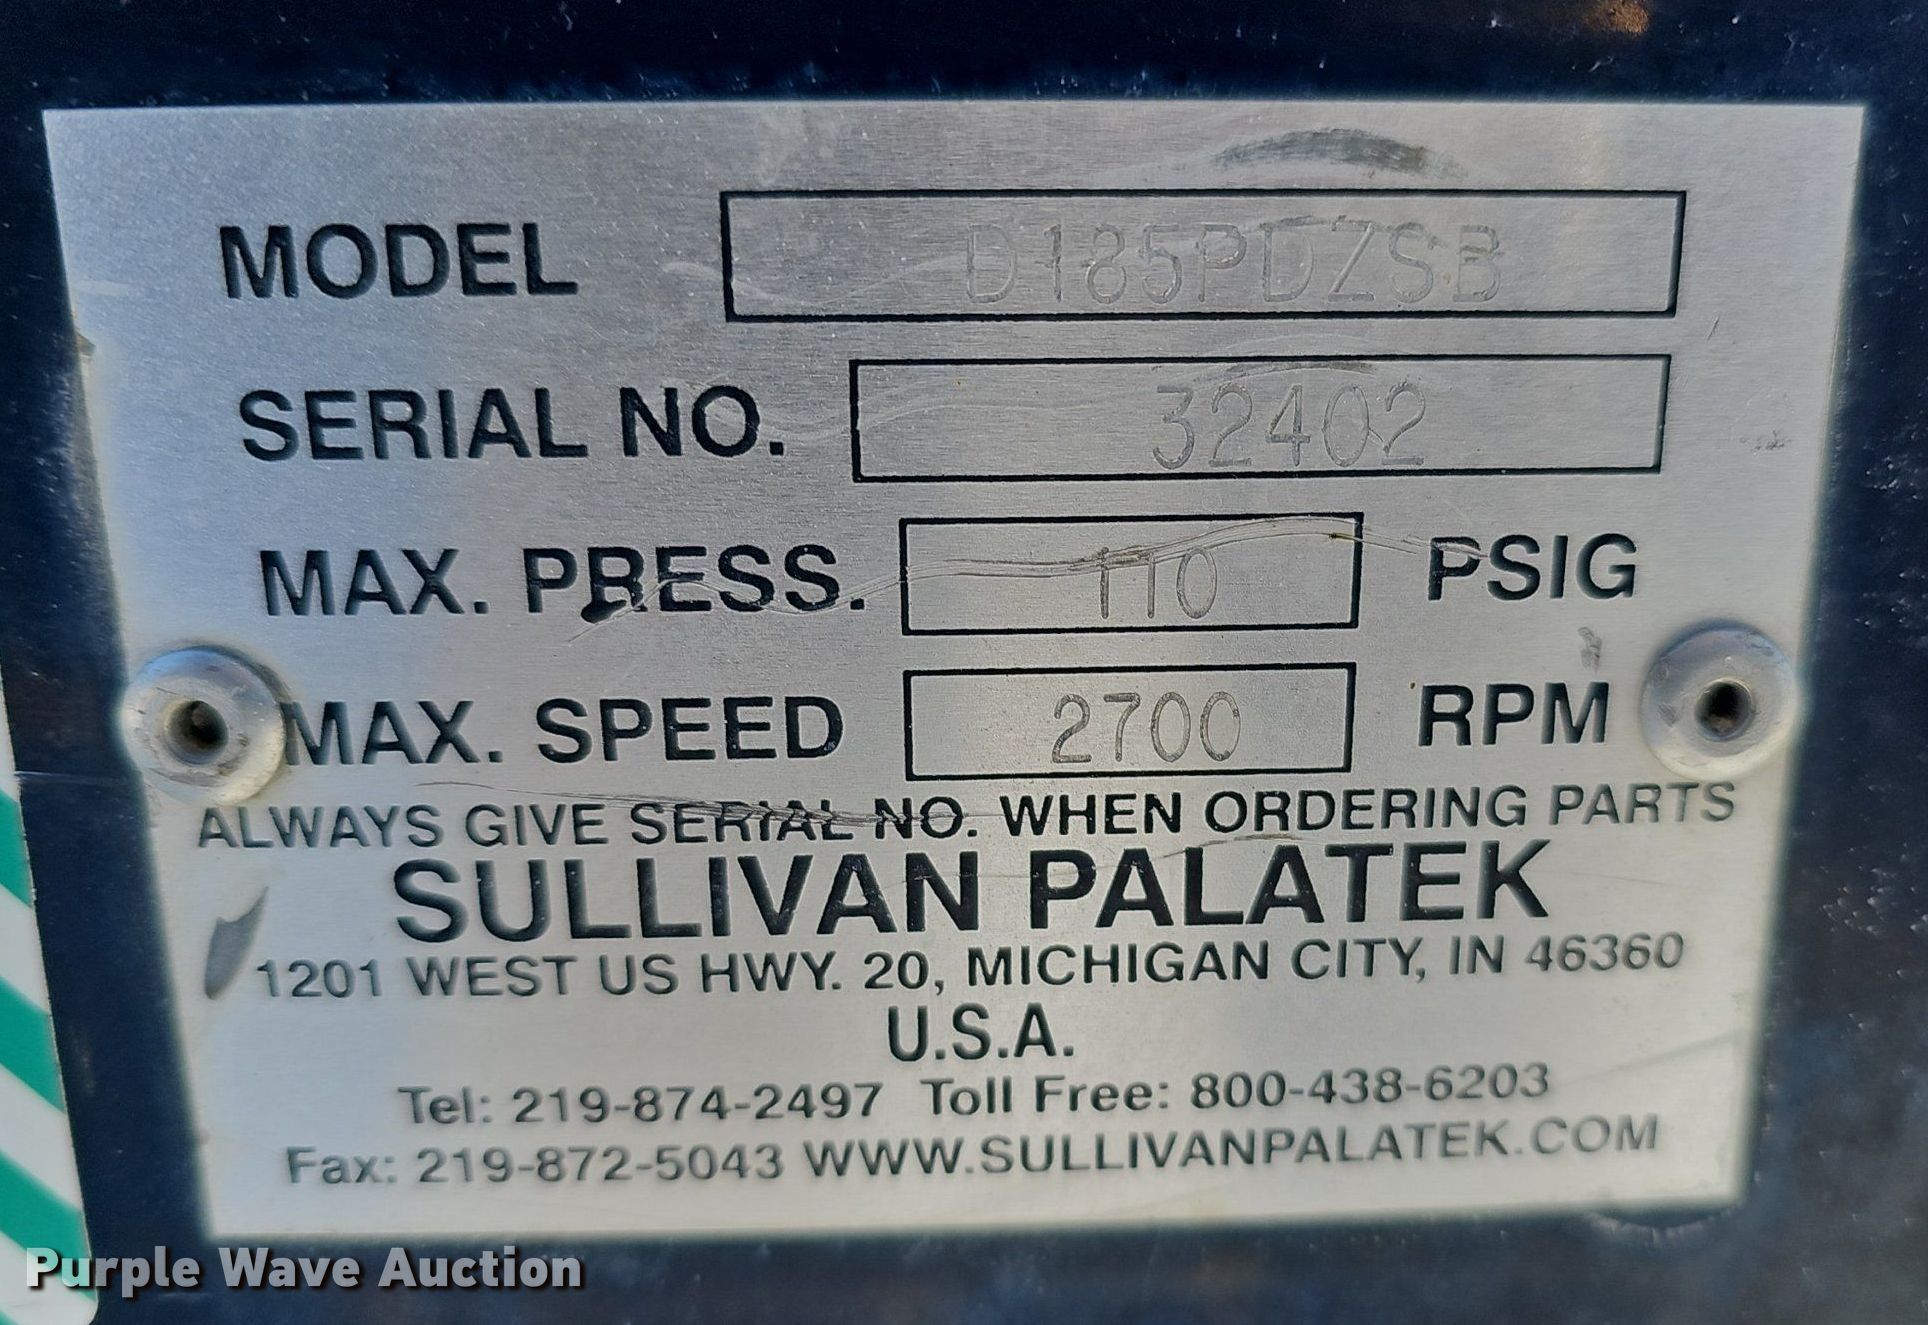 MODEL D185PDZSB
SERIAL NO. 32402
MAX. PRESS. 110 PSIG
MAX. SPEED 2700 RPM
ALWAYS GIVE SERIAL NO. WHEN ORDERING PARTS
SULLIVAN PALATEK
1201 WEST US HWY. 20, MICHIGAN CITY, IN 46360
U.S.A.
Tel: 219-874-2497 Toll Free: 800-438-6203
Fax: 219-872-5043 WWW.SULLIVANPALATEK.COM
Purple Wave Auction